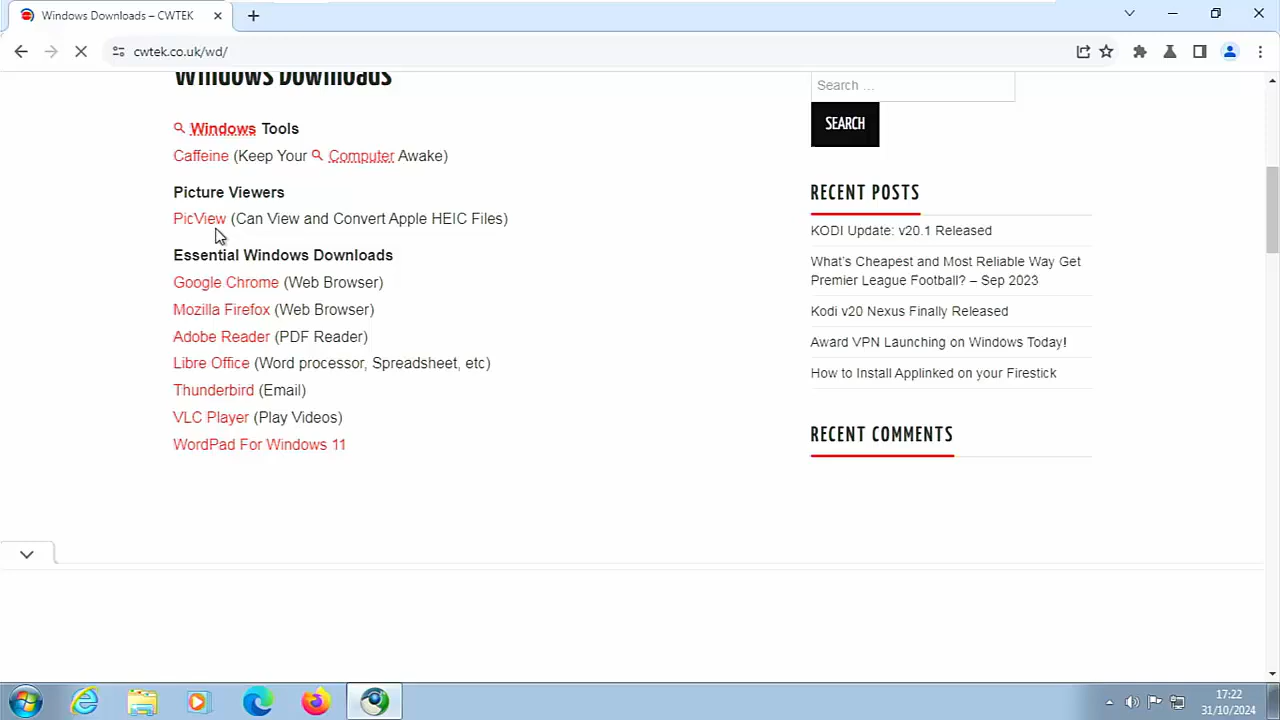 Windows Downloads – CWTEK
cwtek.co.uk/wd/
Windows Downloads
Windows Tools
Caffeine (Keep Your Computer Awake)
Picture Viewers
PicView (Can View and Convert Apple HEIC Files)
Essential Windows Downloads
Google Chrome (Web Browser)
Mozilla Firefox (Web Browser)
Adobe Reader (PDF Reader)
Libre Office (Word processor, Spreadsheet, etc)
Thunderbird (Email)
VLC Player (Play Videos)
WordPad For Windows 11
Search …
SEARCH
RECENT POSTS
KODI Update: v20.1 Released
What's Cheapest and Most Reliable Way Get
Premier League Football? – Sep 2023
Kodi v20 Nexus Finally Released
Award VPN Launching on Windows Today!
How to Install Applinked on your Firestick
RECENT COMMENTS
17:22
31/10/2024